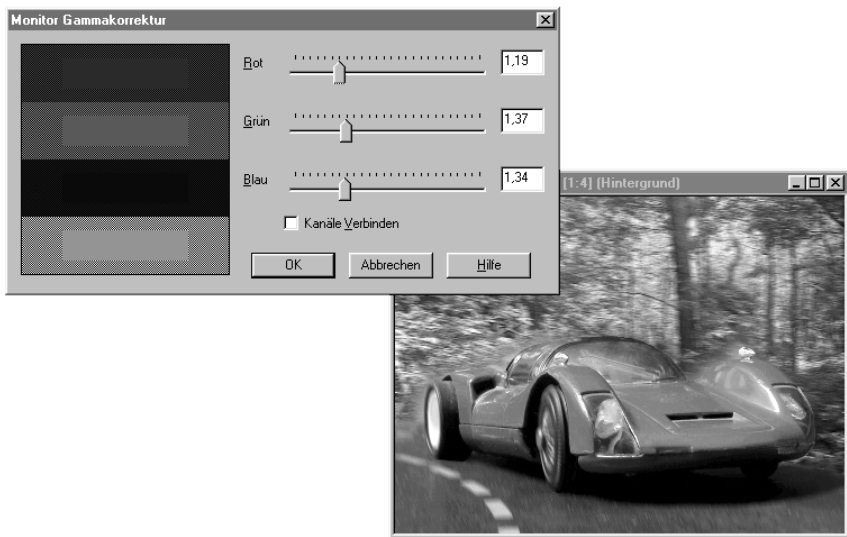 Monitor Gammakorrektur
Rot 1,19
Grün 1,37
Blau 1,34
Kanäle Verbinden
OK Abbrechen Hilfe
[1:4] (Hintergrund)